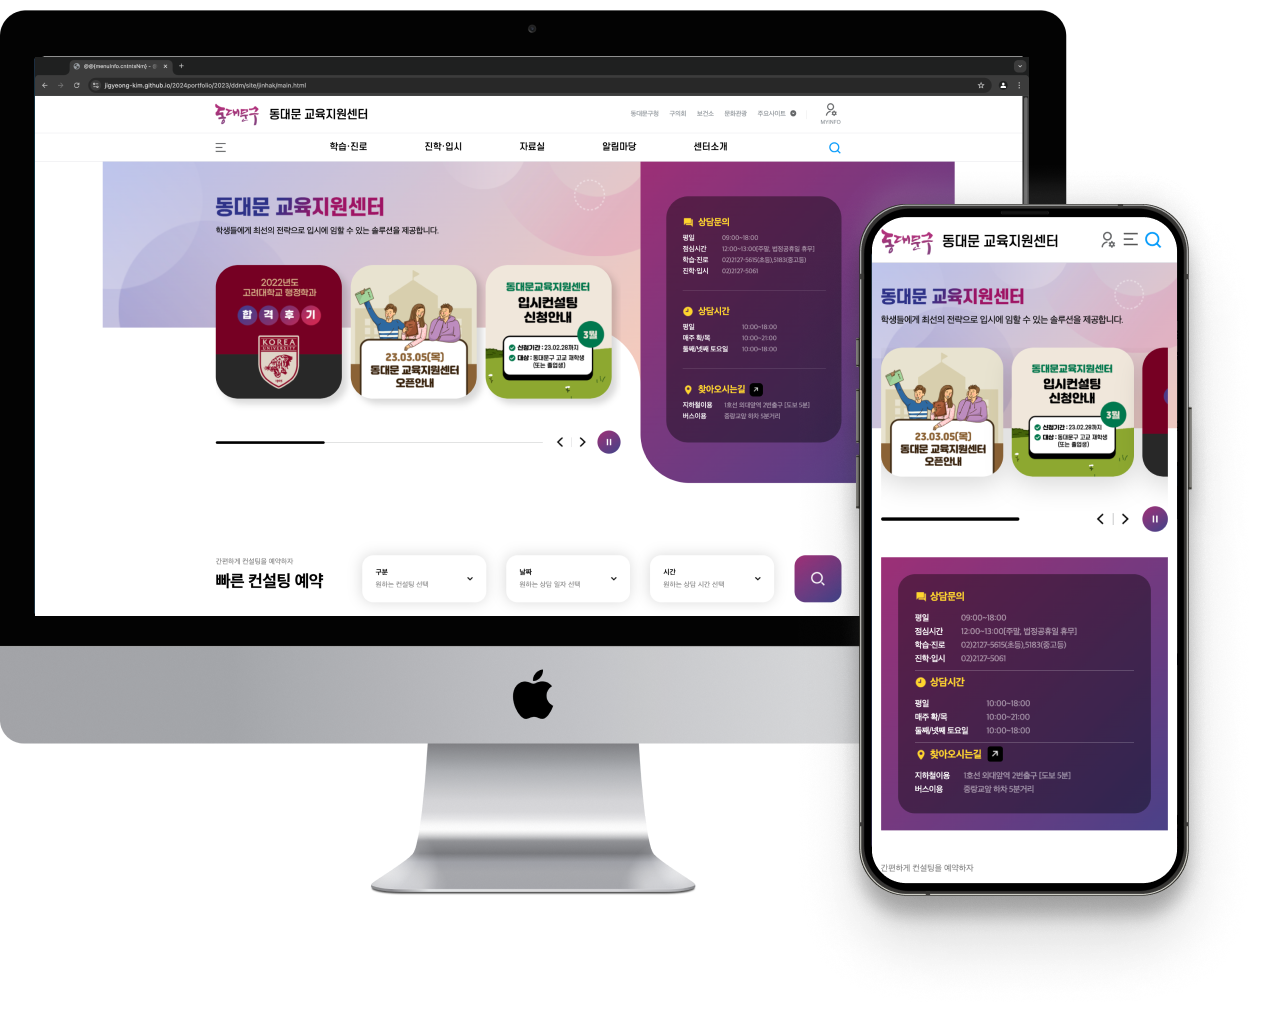 @@{menuInfo.cntntsNm} - 
jigyeong-kim.github.io/2024portfolio/2023/ddm/site/jinhak/main.html
동대문구 동대문 교육지원센터
동대문구청 구의회 보건소 문화관광 주요사이트
MYINFO
학습·진로 진학·입시 자료실 알림마당 센터소개
동대문 교육지원센터
학생들에게 최선의 전략으로 입시에 임할 수 있는 솔루션을 제공합니다.
2022년도
고려대학교 행정학과
합격후기
KOREA
UNIVERSITY
23.03.05(목)
동대문 교육지원센터
오픈안내
동대문구교육지원센터
입시컨설팅
신청안내
3월
신청기간 : 23.02.28까지
대상 : 동대문구 고교 재학생
(또는 졸업생)
상담문의
평일 09:00~18:00
점심시간 12:00~13:00[주말, 법정공휴일 휴무]
학습·진로 02)2127-5615(초등),5183(중고등)
진학·입시 02)2127-5061
상담시간
평일 10:00~18:00
매주 화/목 10:00~21:00
둘째/넷째 토요일 10:00~18:00
찾아오시는길
지하철이용 1호선 외대앞역 2번출구 [도보 5분]
버스이용 중랑교앞 하차 5분거리
간편하게 컨설팅을 예약하자
빠른 컨설팅 예약
구분
원하는 컨설팅 선택
날짜
원하는 상담 일자 선택
시간
원하는 상담 시간 선택
동대문구 동대문 교육지원센터
동대문 교육지원센터
학생들에게 최선의 전략으로 입시에 임할 수 있는 솔루션을 제공합니다.
23.03.05(목)
동대문 교육지원센터
오픈안내
동대문구교육지원센터
입시컨설팅
신청안내
3월
신청기간 : 23.02.28까지
대상 : 동대문구 고교 재학생
(또는 졸업생)
상담문의
평일 09:00~18:00
점심시간 12:00~13:00[주말, 법정공휴일 휴무]
학습·진로 02)2127-5615(초등),5183(중고등)
진학·입시 02)2127-5061
상담시간
평일 10:00~18:00
매주 화/목 10:00~21:00
둘째/넷째 토요일 10:00~18:00
찾아오시는길
지하철이용 1호선 외대앞역 2번출구 [도보 5분]
버스이용 중랑교앞 하차 5분거리
간편하게 컨설팅을 예약하자